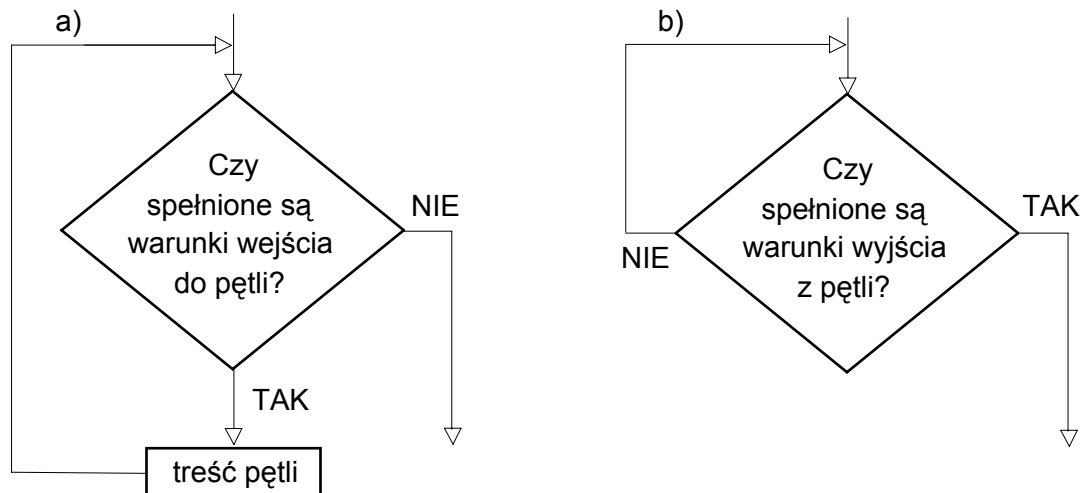 a)
Czy
spełnione są
warunki wejścia
do pętli?
NIE
TAK
treść pętli
b)
Czy
spełnione są
warunki wyjścia
z pętli?
TAK
NIE